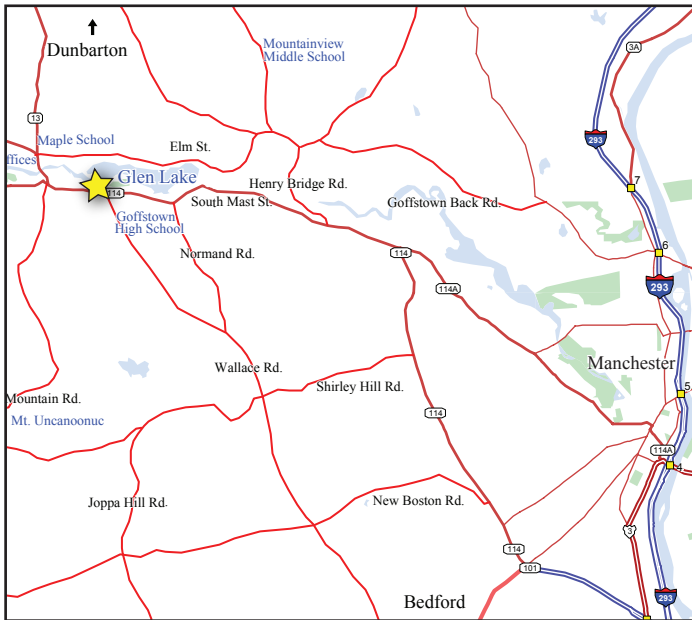 Dunbarton
Mountainview
Middle School
3A
13
293
Maple School
Elm St.
ffices
Glen Lake
Henry Bridge Rd.
7
114
South Mast St.
Goffstown Back Rd.
Goffstown
High School
Normand Rd.
114
6
114A
293
Wallace Rd.
Manchester
Shirley Hill Rd.
5
Mountain Rd.
114
Mt. Uncanoonuc
114A
4
Joppa Hill Rd.
New Boston Rd.
3
114
101
Bedford
293